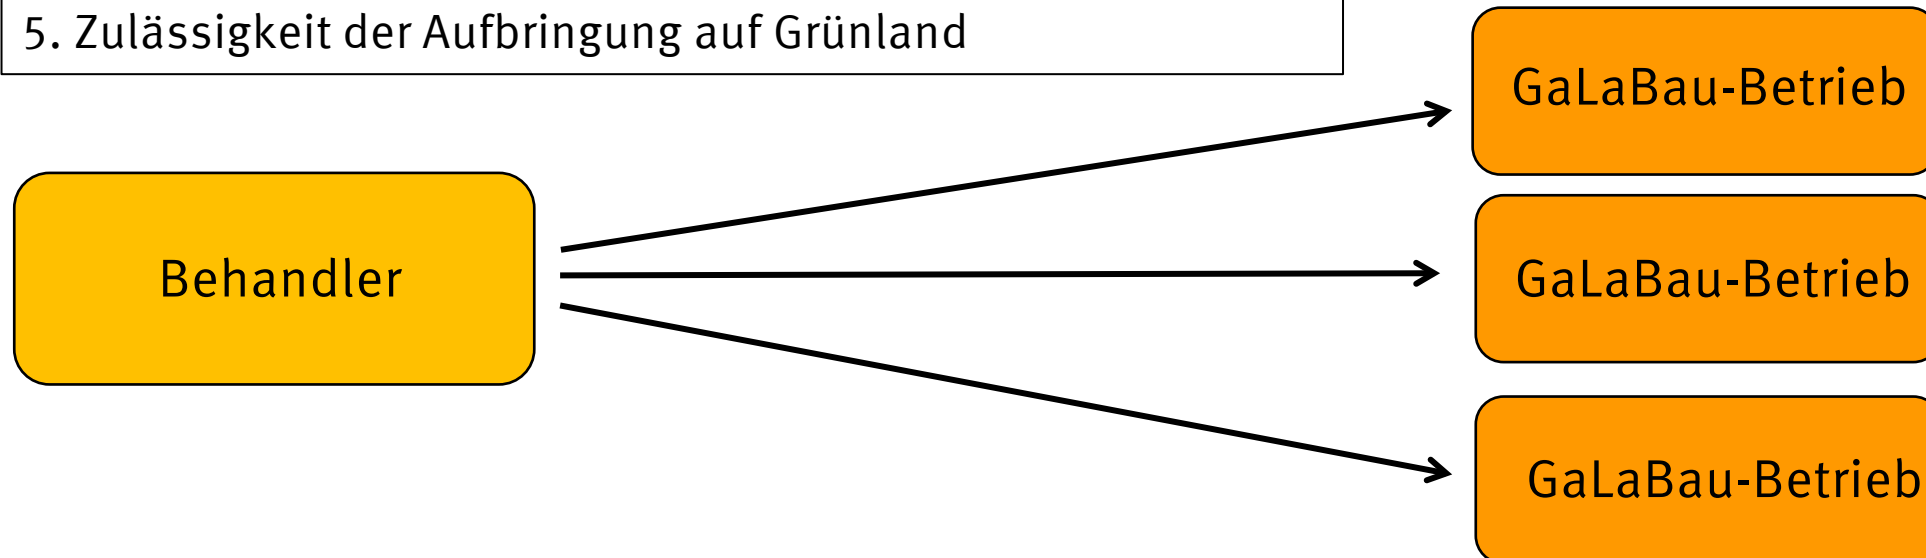 5. Zulässigkeit der Aufbringung auf Grünland
GaLaBau-Betrieb
Behandler
GaLaBau-Betrieb
GaLaBau-Betrieb